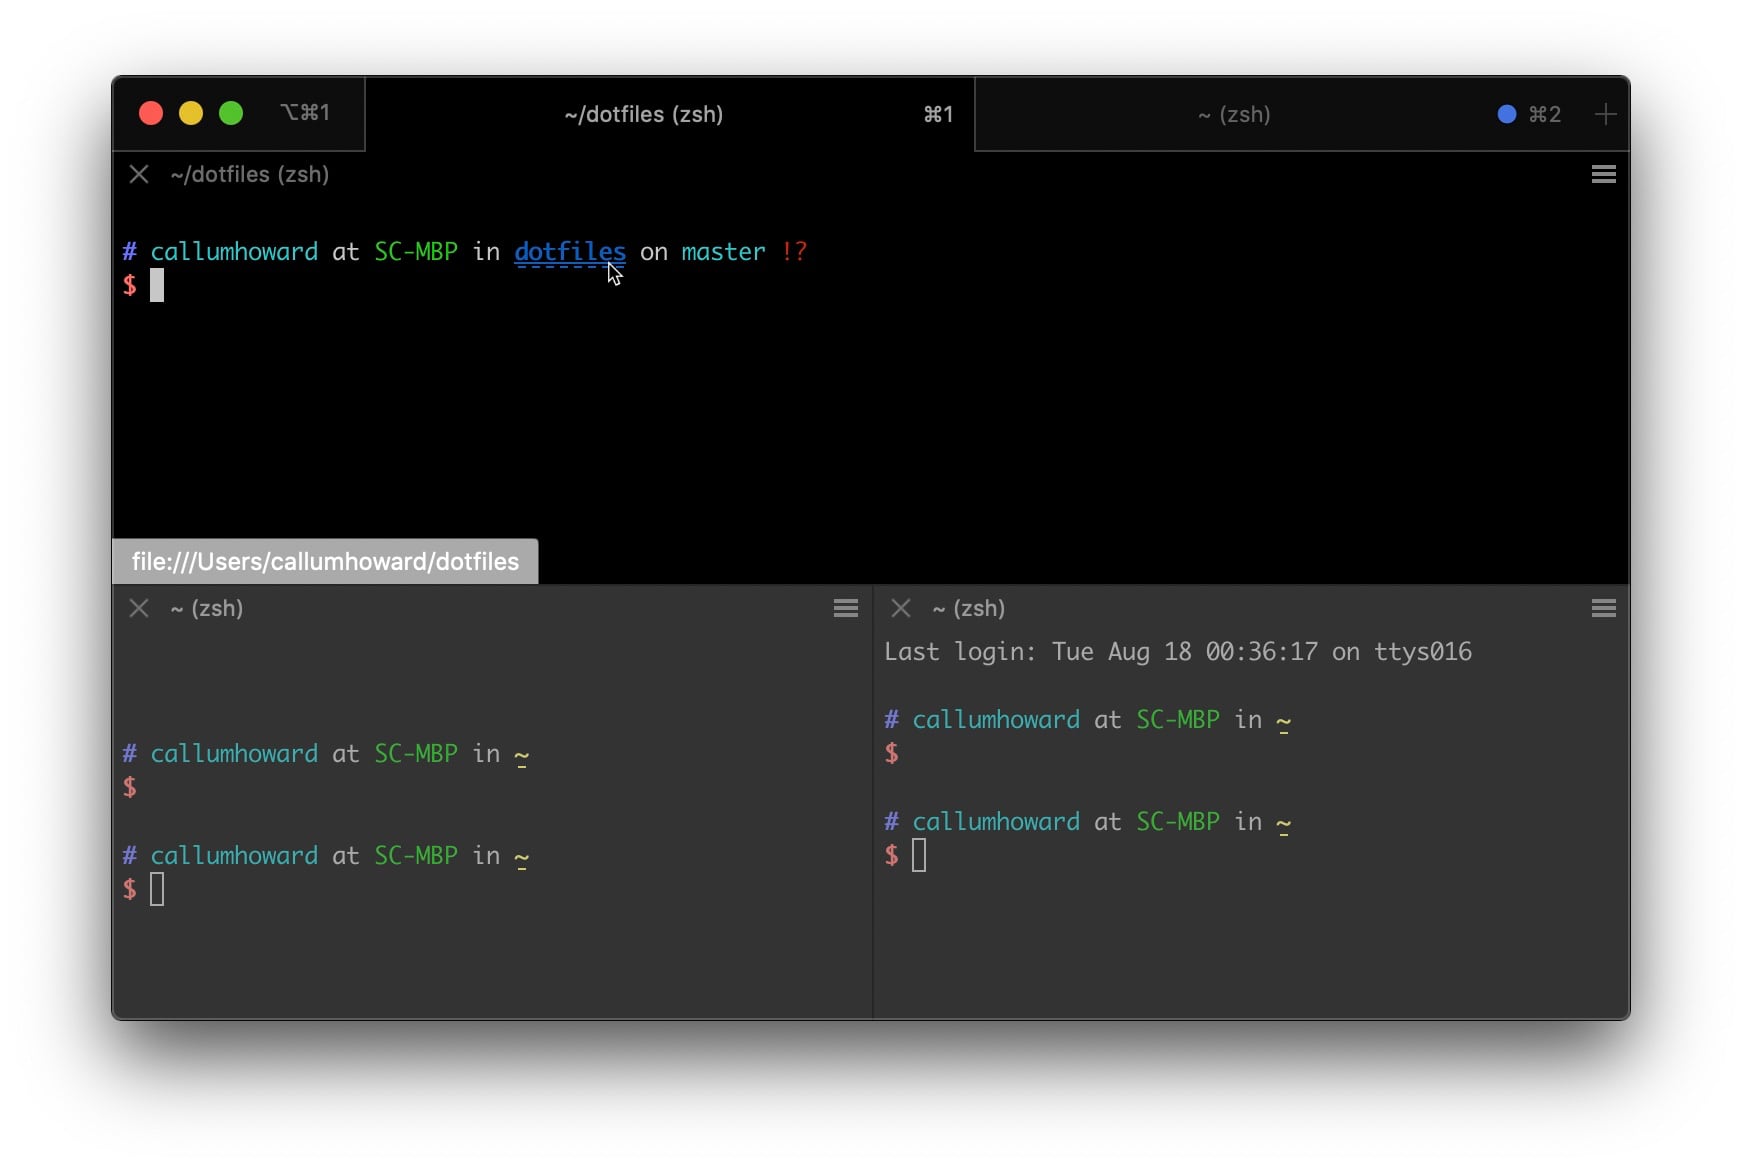 ⌥⌘1
~/dotfiles (zsh) ⌘1
~ (zsh) ⌘2
~/dotfiles (zsh)
# callumhoward at SC-MBP in dotfiles on master !?
$
file:///Users/callumhoward/dotfiles
~ (zsh)
# callumhoward at SC-MBP in ~
$
# callumhoward at SC-MBP in ~
$
~ (zsh)
Last login: Tue Aug 18 00:36:17 on ttys016
# callumhoward at SC-MBP in ~
$
# callumhoward at SC-MBP in ~
$